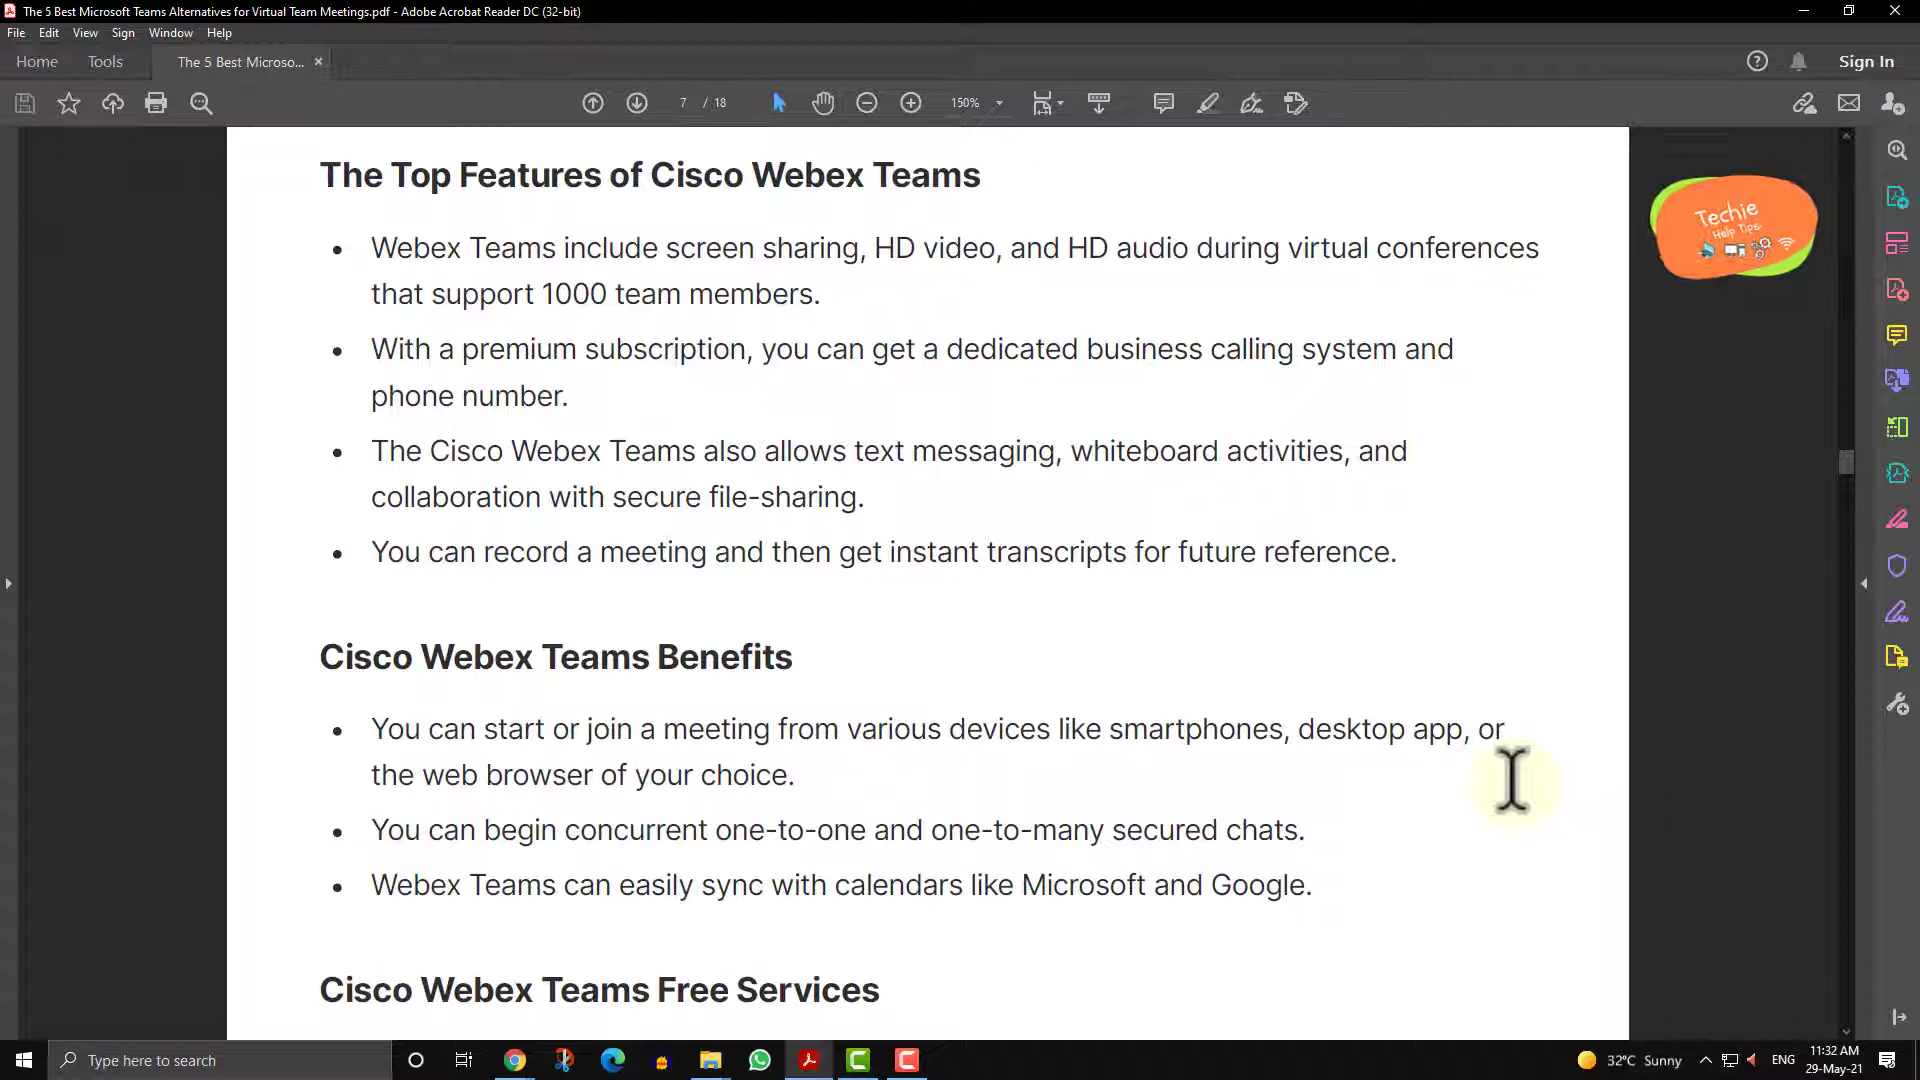 The 5 Best Microsoft Teams Alternatives for Virtual Team Meetings.pdf - Adobe Acrobat Reader DC (32-bit)
File Edit View Sign Window Help
Home Tools The 5 Best Microso... Sign In
7 / 18 150%
The Top Features of Cisco Webex Teams
• Webex Teams include screen sharing, HD video, and HD audio during virtual conferences
that support 1000 team members.
• With a premium subscription, you can get a dedicated business calling system and
phone number.
• The Cisco Webex Teams also allows text messaging, whiteboard activities, and
collaboration with secure file-sharing.
• You can record a meeting and then get instant transcripts for future reference.
Cisco Webex Teams Benefits
• You can start or join a meeting from various devices like smartphones, desktop app, or
the web browser of your choice.
• You can begin concurrent one-to-one and one-to-many secured chats.
• Webex Teams can easily sync with calendars like Microsoft and Google.
Cisco Webex Teams Free Services
Techie
Help Tips
Type here to search
32°C Sunny
ENG
11:32 AM
29-May-21